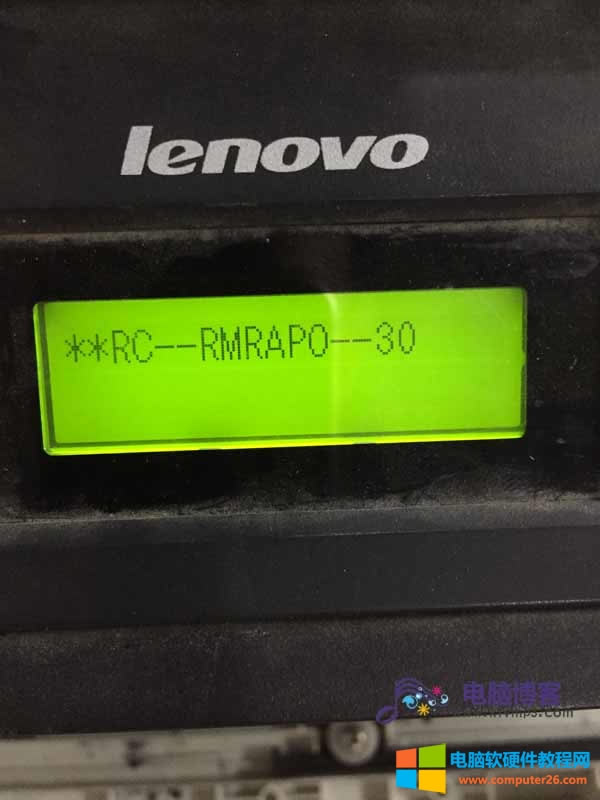 lenovo
**RC--RMRAPO--30
电脑博客
电脑软硬件教程网
www.computer26.com